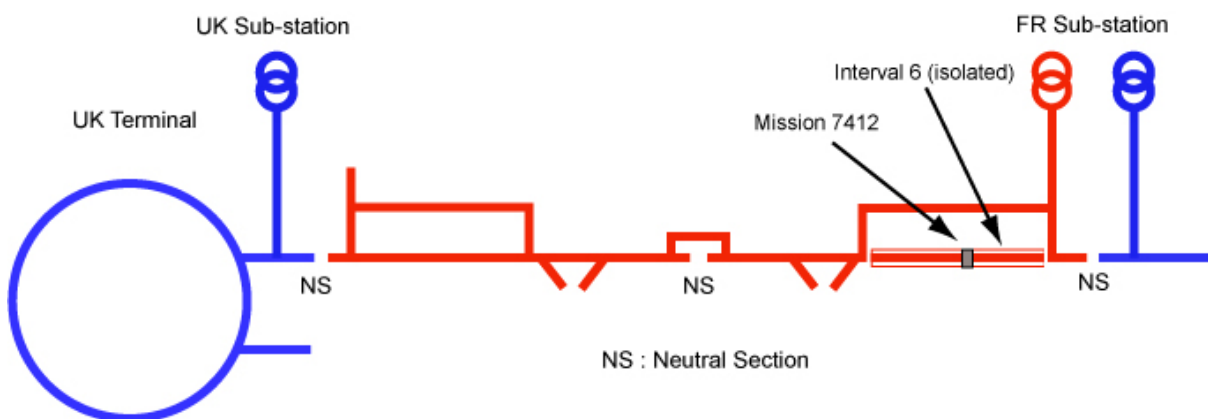 UK Sub-station
FR Sub-station
Interval 6 (isolated)
UK Terminal
Mission 7412
NS
NS
NS
NS : Neutral Section